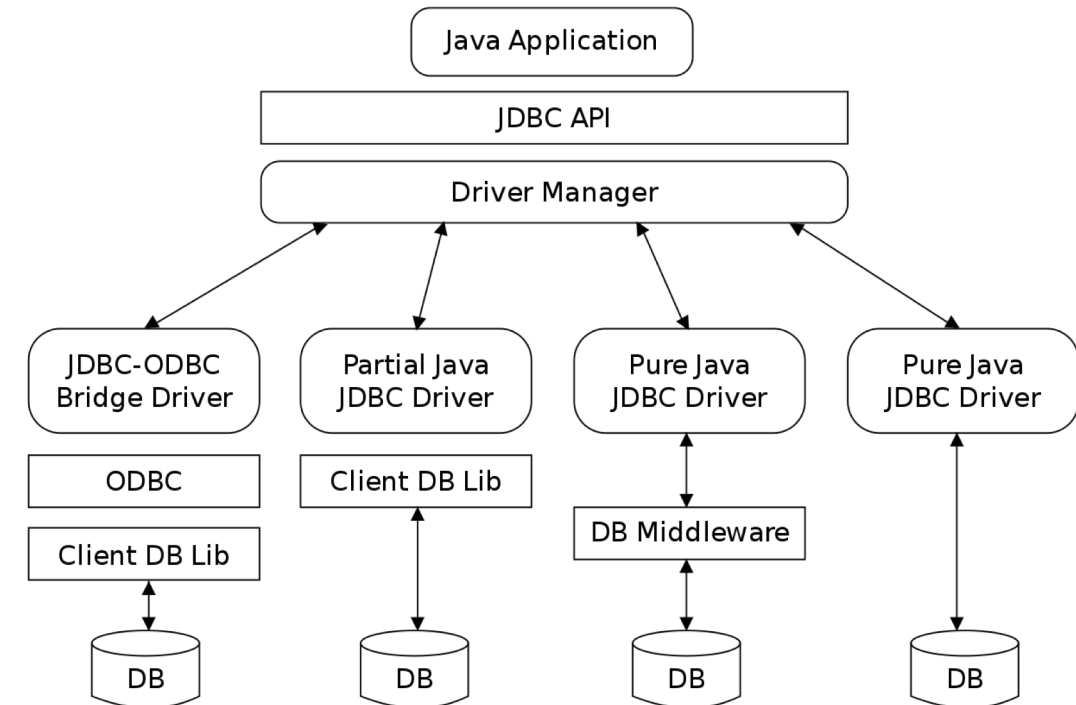 Java Application
JDBC API
Driver Manager
JDBC-ODBC
Bridge Driver
Partial Java
JDBC Driver
Pure Java
JDBC Driver
Pure Java
JDBC Driver
ODBC
Client DB Lib
Client DB Lib
DB Middleware
DB
DB
DB
DB